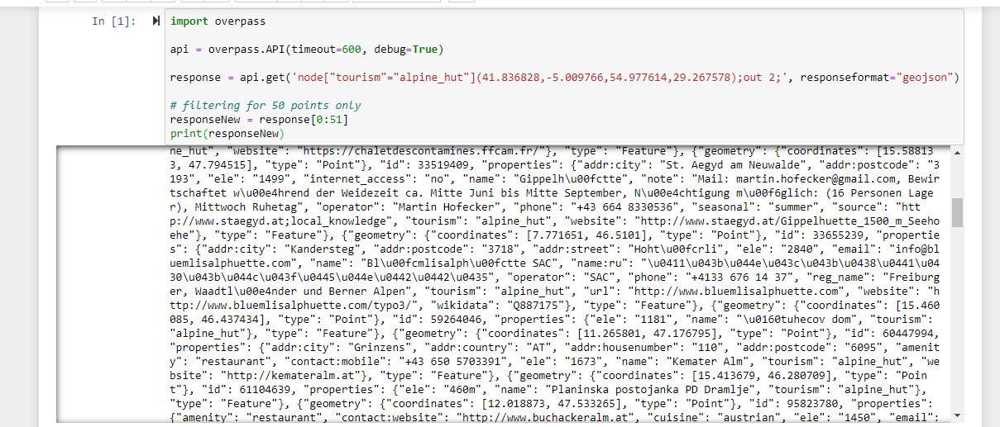 In [1]:
import overpass
api = overpass.API(timeout=600, debug=True)
response = api.get('node["tourism"="alpine_hut"](41.836828,-5.009766,54.977614,29.267578);out 2;', responseformat="geojson")
# filtering for 50 points only
responseNew = response[0:51]
print(responseNew)
ne_hut", "website": "https://chaletdescontamines.ffcam.fr/"}, "type": "Feature"}, {"geometry": {"coordinates": [15.58813
3, 47.794515], "type": "Point"}, "id": 33519409, "properties": {"addr:city": "St. Aegyd am Neuwalde", "addr:postcode": "3
193", "ele": "1499", "internet_access": "no", "name": "Gippelh\u00fctte", "note": "Mail: martin.hofecker@gmail.com, Bewir
tschaftet w\u00e4hrend der Weidezeit ca. Mitte Juni bis Mitte September, N\u00e4chtigung m\u00f6glich: (16 Personen Lage
r), Mittwoch Ruhetag", "operator": "Martin Hofecker", "phone": "+43 664 8330536", "seasonal": "summer", "source": "htt
p://www.staegyd.at;local_knowledge", "tourism": "alpine_hut", "website": "http://www.staegyd.at/Gippelhuette_1500_m_Seeho
ehe"}, "type": "Feature"}, {"geometry": {"coordinates": [7.771651, 46.5101], "type": "Point"}, "id": 33655239, "propertie
s": {"addr:city": "Kandersteg", "addr:postcode": "3718", "addr:street": "Hoht\u00fcrli", "ele": "2840", "email": "info@bl
uemlisalphuette.com", "name": "Bl\u00fcmlisalph\u00fctte SAC", "name:ru": "\u0411\u043b\u044e\u043c\u043b\u0438\u0441\u04
30\u043b\u044c\u043f\u0445\u044e\u0442\u0442\u0435", "operator": "SAC", "phone": "+4133 676 14 37", "reg_name": "Freiburg
er, Waadtl\u00e4nder und Berner Alpen", "tourism": "alpine_hut", "url": "http://www.bluemlisalphuette.com", "website": "h
ttp://www.bluemlisalphuette.com/typo3/", "wikidata": "Q887175"}, "type": "Feature"}, {"geometry": {"coordinates": [15.460
085, 46.437434], "type": "Point"}, "id": 59264046, "properties": {"ele": "1181", "name": "\u0160tuhecov dom", "tourism":
"alpine_hut"}, "type": "Feature"}, {"geometry": {"coordinates": [11.265801, 47.176795], "type": "Point"}, "id": 60447994,
"properties": {"addr:city": "Grinzens", "addr:country": "AT", "addr:housenumber": "110", "addr:postcode": "6095", "amenit
y": "restaurant", "contact:mobile": "+43 650 5703391", "ele": "1673", "name": "Kemater Alm", "tourism": "alpine_hut", "we
bsite": "http://kemateralm.at"}, "type": "Feature"}, {"geometry": {"coordinates": [15.413679, 46.280709], "type": "Poin
t"}, "id": 61104639, "properties": {"ele": "460m", "name": "Planinska postojanka PD Dramlje", "tourism": "alpine_hut"},
"type": "Feature"}, {"geometry": {"coordinates": [12.018873, 47.533265], "type": "Point"}, "id": 95823780, "properties":
{"amenity": "restaurant", "contact:website": "http://www.buchackeralm.at", "cuisine": "austrian", "ele": "1450", "email":